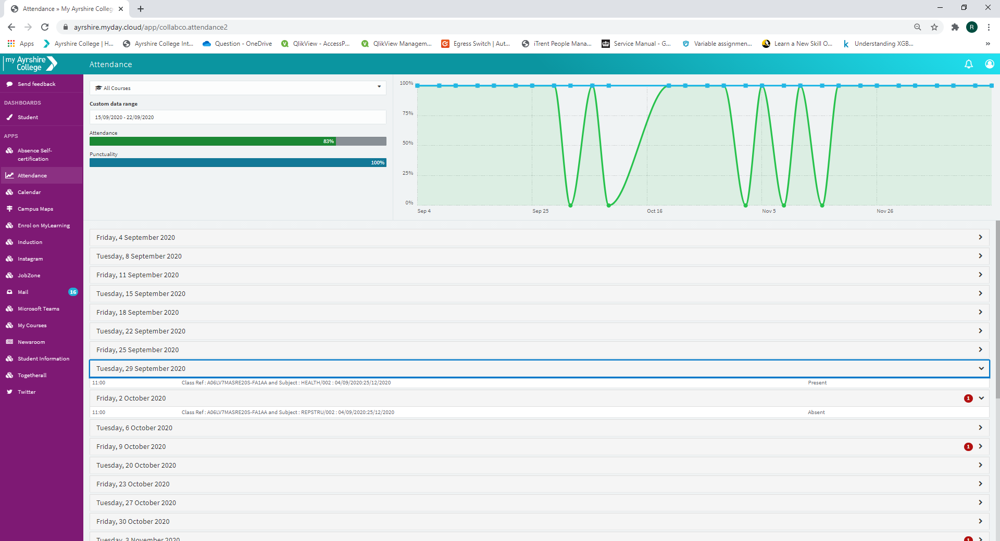 Attendance » My Ayrshire Colleg
ayrshire.myday.cloud/app/collabco.attendance2
R
Apps
Ayrshire College | H...
Ayrshire College Int...
Question - OneDrive
QlikView - AccessP...
QlikView Managem...
Egress Switch | Aut...
iTrent People Mana...
Service Manual - G...
Variable assignmen...
Learn a New Skill O...
Understanding XGB...
»
my Ayrshire
College
Attendance
Send feedback
DASHBOARDS
Student
APPS
Absence Self-
certification
Attendance
Calendar
Campus Maps
Enrol on MyLearning
Induction
Instagram
JobZone
Mail 16
Microsoft Teams
My Courses
Newsroom
Student Information
Togetherall
Twitter
All Courses
Custom data range
15/09/2020 - 22/09/2020
Attendance
83%
Punctuality
100%
100%
75%
50%
25%
0%
Sep 4 Sep 25 Oct 16 Nov 5 Nov 26
Friday, 4 September 2020
Tuesday, 8 September 2020
Friday, 11 September 2020
Tuesday, 15 September 2020
Friday, 18 September 2020
Tuesday, 22 September 2020
Friday, 25 September 2020
Tuesday, 29 September 2020
11:00 Class Ref : A06LV7MASRE20S-FA1AA and Subject : HEALTH/002 : 04/09/2020:25/12/2020 Present
Friday, 2 October 2020 1
11:00 Class Ref : A06LV7MASRE20S-FA1AA and Subject : REPSTRU/002 : 04/09/2020:25/12/2020 Absent
Tuesday, 6 October 2020
Friday, 9 October 2020 1
Tuesday, 20 October 2020
Friday, 23 October 2020
Tuesday, 27 October 2020
Friday, 30 October 2020
Tuesday, 3 November 2020 1